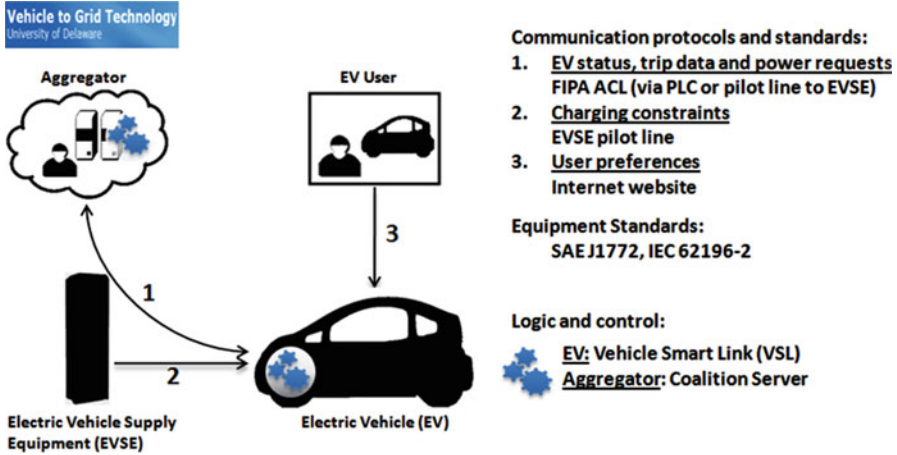 Vehicle to Grid Technology
University of Delaware
Aggregator
EV User
1
2
3
Electric Vehicle Supply
Equipment (EVSE)
Electric Vehicle (EV)
Communication protocols and standards:
1. EV status, trip data and power requests
FIPA ACL (via PLC or pilot line to EVSE)
2. Charging constraints
EVSE pilot line
3. User preferences
Internet website
Equipment Standards:
SAE J1772, IEC 62196-2
Logic and control:
EV: Vehicle Smart Link (VSL)
Aggregator: Coalition Server